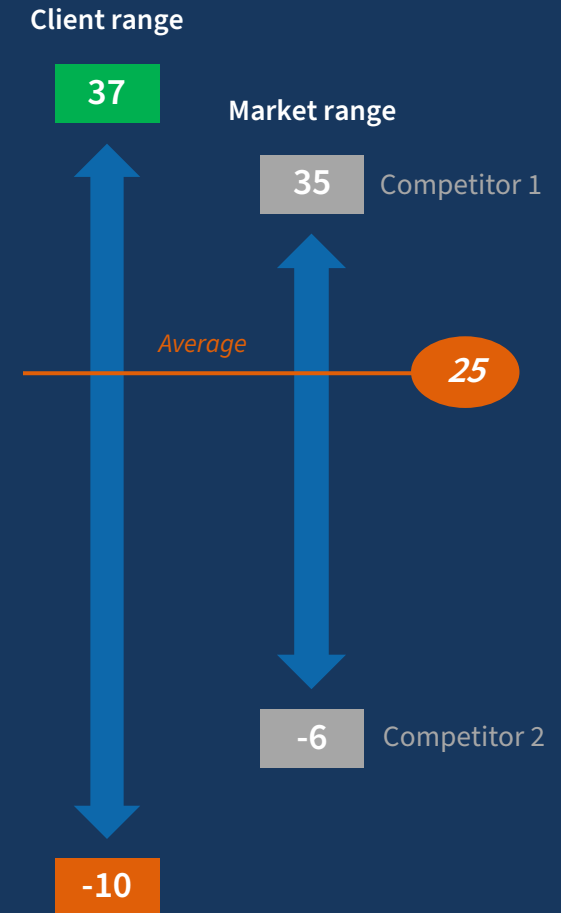 Client range
37
Market range
35
Competitor 1
Average
25
-6
Competitor 2
-10